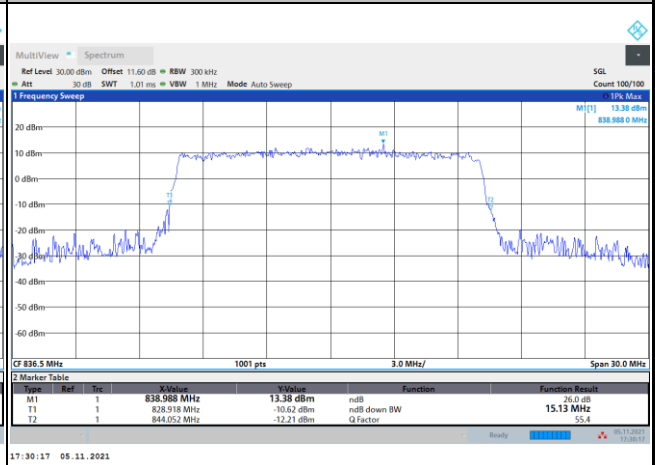 MultiView Spectrum
Ref Level 30.00 dBm Offset 11.60 dB RBW 300 kHz SGL
Att 30 dB SWT 1.01 ms VBW 1 MHz Mode Auto Sweep Count 100/100
1 Frequency Sweep 1Pk Max
M1[1] 13.38 dBm
838.988 0 MHz
20 dBm
M1
10 dBm
0 dBm
T1
T2
-10 dBm
-20 dBm
-30 dBm
-40 dBm
-50 dBm
-60 dBm
CF 836.5 MHz 1001 pts 3.0 MHz/ Span 30.0 MHz
2 Marker Table
Type Ref Trc X-Value Y-Value Function Function Result
M1 1 838.988 MHz 13.38 dBm ndB 26.0 dB
T1 1 828.918 MHz -10.62 dBm ndB down BW 15.13 MHz
T2 1 844.052 MHz -12.21 dBm Q Factor 55.4
Ready 05.11.2021
17:30:17
17:30:17 05.11.2021